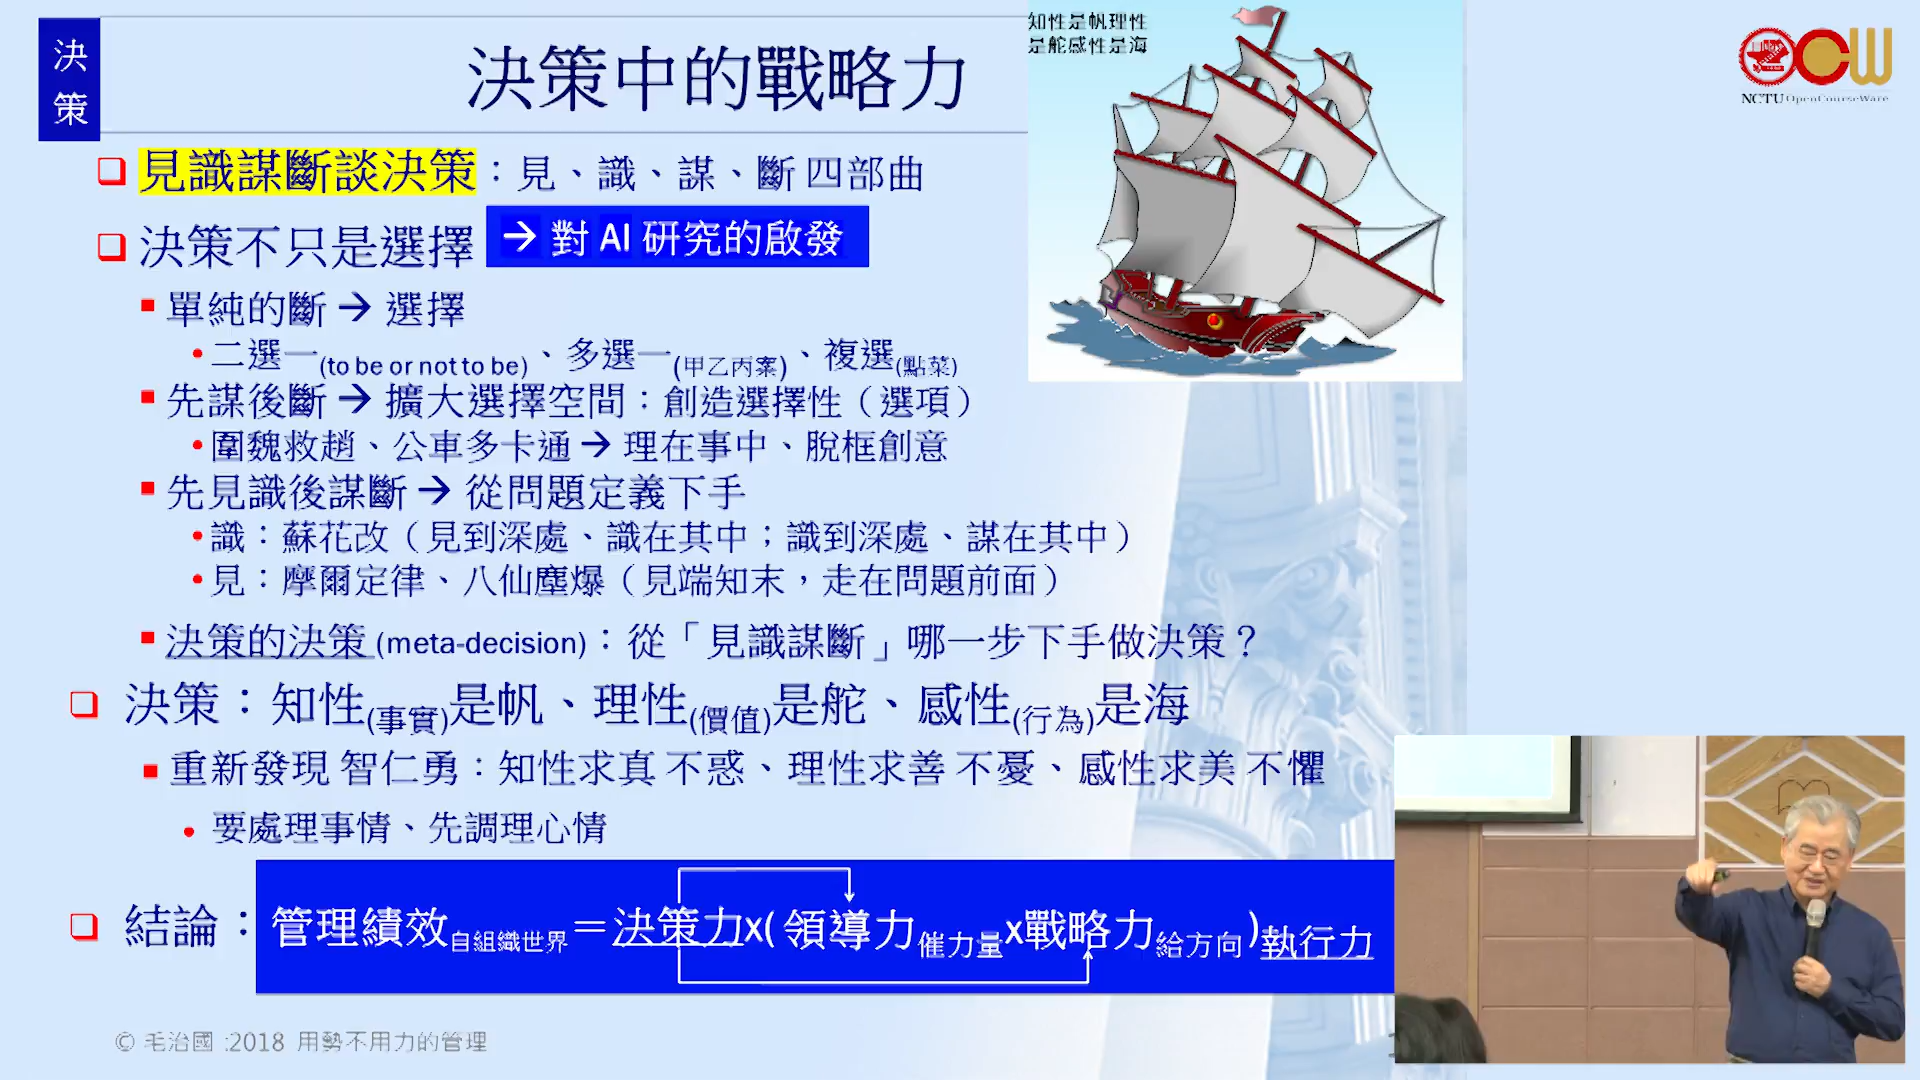 決策
決策中的戰略力
知性是帆理性
是舵感性是海
NCTU OpenCourseWare
見識謀斷談決策：見、識、謀、斷 四部曲
決策不只是選擇 → 對 AI 研究的啟發
單純的斷 → 選擇
二選一(to be or not to be)、多選一(甲乙丙案)、複選(點菜)
先謀後斷 → 擴大選擇空間：創造選擇性（選項）
圍魏救趙、公車多卡通 → 理在事中、脫框創意
先見識後謀斷 → 從問題定義下手
識：蘇花改（見到深處、識在其中；識到深處、謀在其中）
見：摩爾定律、八仙塵爆（見端知末，走在問題前面）
決策的決策 (meta-decision)：從「見識謀斷」哪一步下手做決策？
決策：知性(事實)是帆、理性(價值)是舵、感性(行為)是海
重新發現 智仁勇：知性求真 不惑、理性求善 不憂、感性求美 不懼
要處理事情、先調理心情
結論：管理績效自組織世界＝決策力x( 領導力催力量x戰略力給方向)執行力
© 毛治國 :2018 用勢不用力的管理